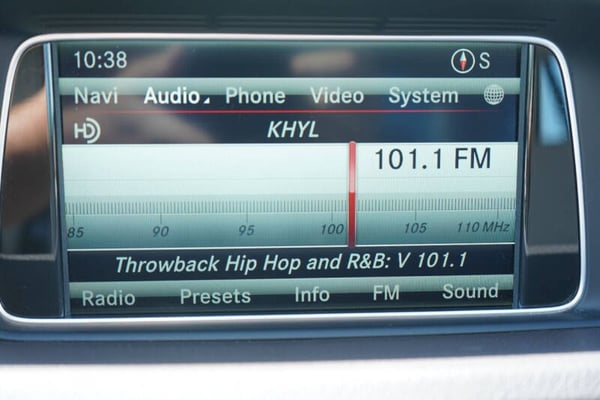 10:38 S
Navi Audio Phone Video System
HD KHYL
101.1 FM
85 90 95 100 105 110 MHz
Throwback Hip Hop and R&B: V 101.1
Radio Presets Info FM Sound